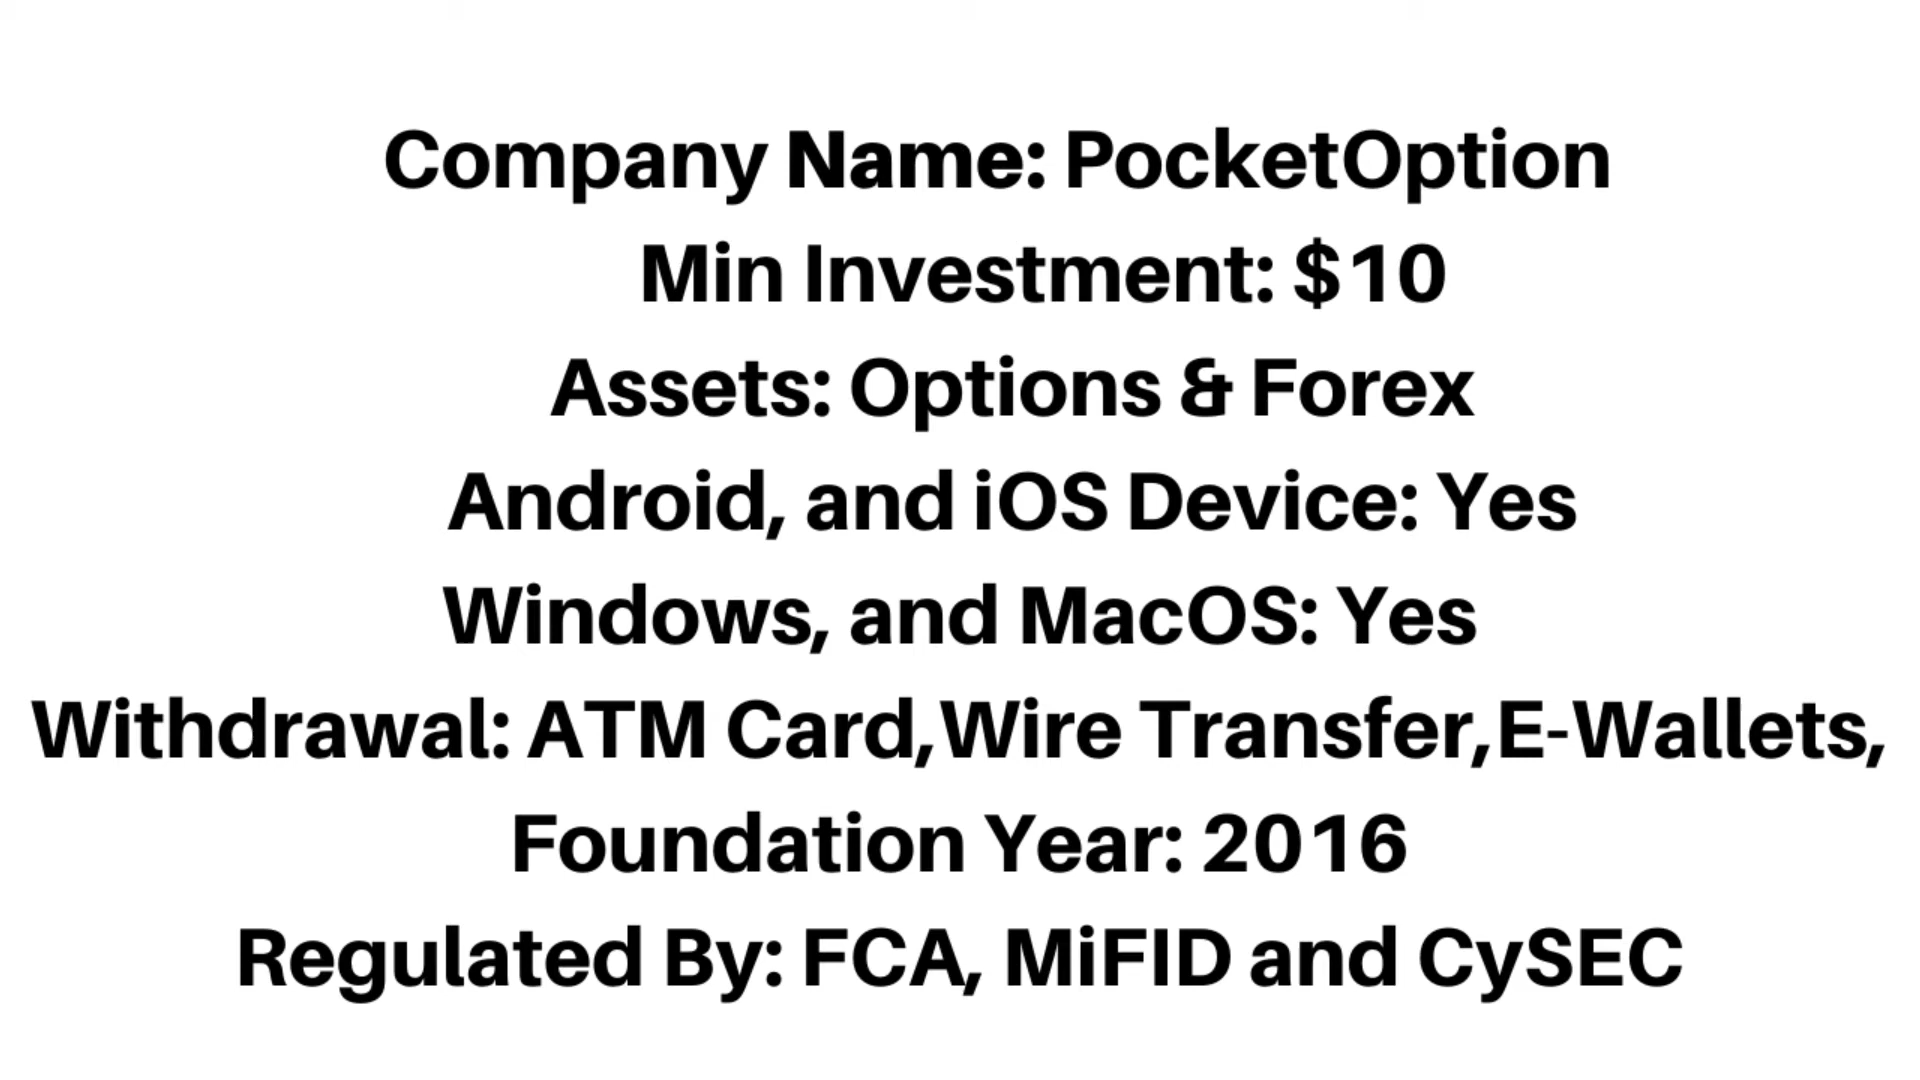 Company Name: PocketOption
Min Investment: $10
Assets: Options & Forex
Android, and iOS Device: Yes
Windows, and MacOS: Yes
Withdrawal: ATM Card,Wire Transfer,E-Wallets,
Foundation Year: 2016
Regulated By: FCA, MiFID and CySEC